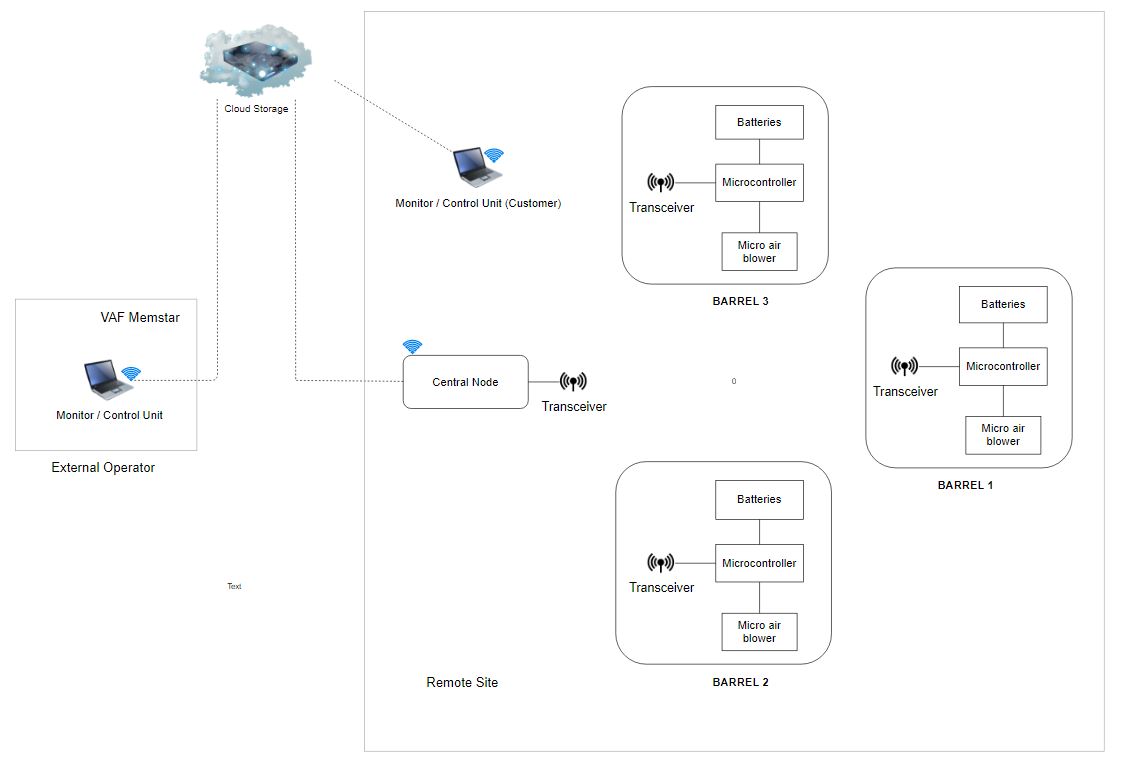 Cloud Storage
Monitor / Control Unit (Customer)
Batteries
Microcontroller
Transceiver
Micro air
blower
BARREL 3
VAF Memstar
Monitor / Control Unit
External Operator
Central Node
Transceiver
0
Batteries
Microcontroller
Transceiver
Micro air
blower
BARREL 1
Batteries
Microcontroller
Transceiver
Micro air
blower
BARREL 2
Text
Remote Site